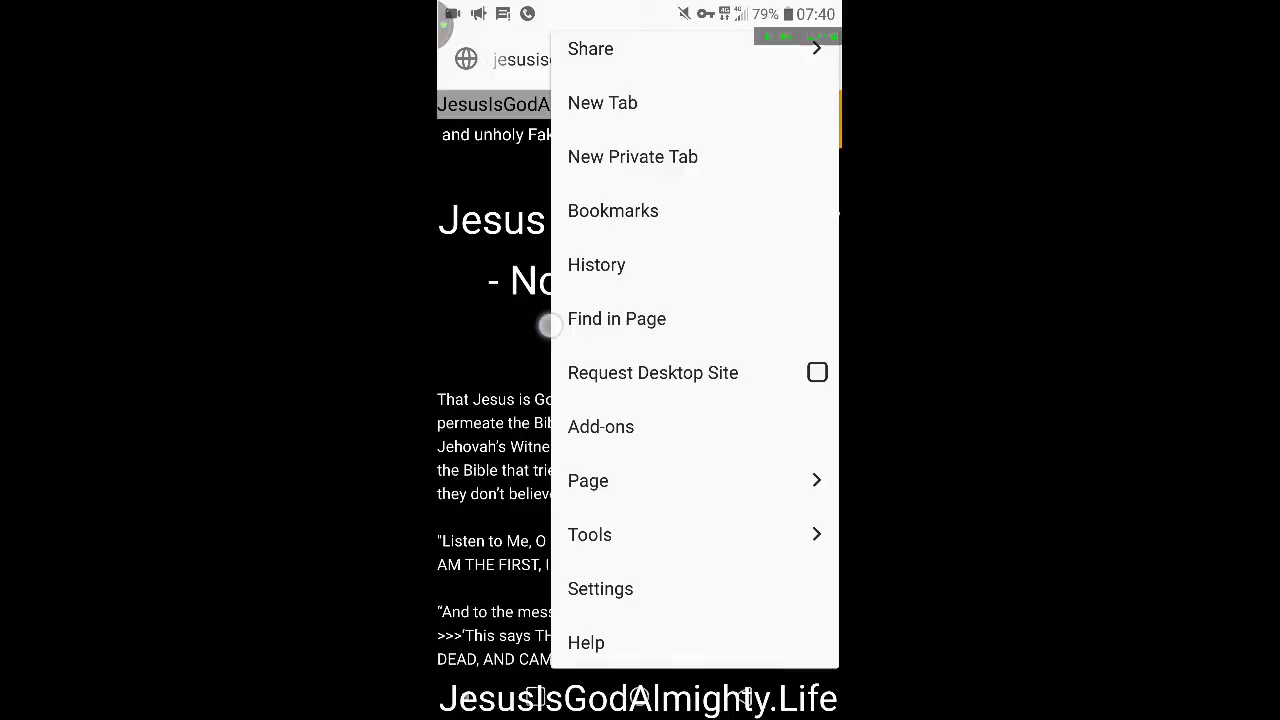 79% 07:40
jesusis
Share
JesusIsGodA
New Tab
and unholy Fak
New Private Tab
Bookmarks
Jesus
History
- No
Find in Page
Request Desktop Site
That Jesus is Go
permeate the Bib
Add-ons
Jehovah's Witne
the Bible that trie
Page
they don't believe
Tools
"Listen to Me, O
AM THE FIRST, I
Settings
"And to the mess
>>>'This says TH
Help
DEAD, AND CAM
JesusIsGodAlmighty.Life